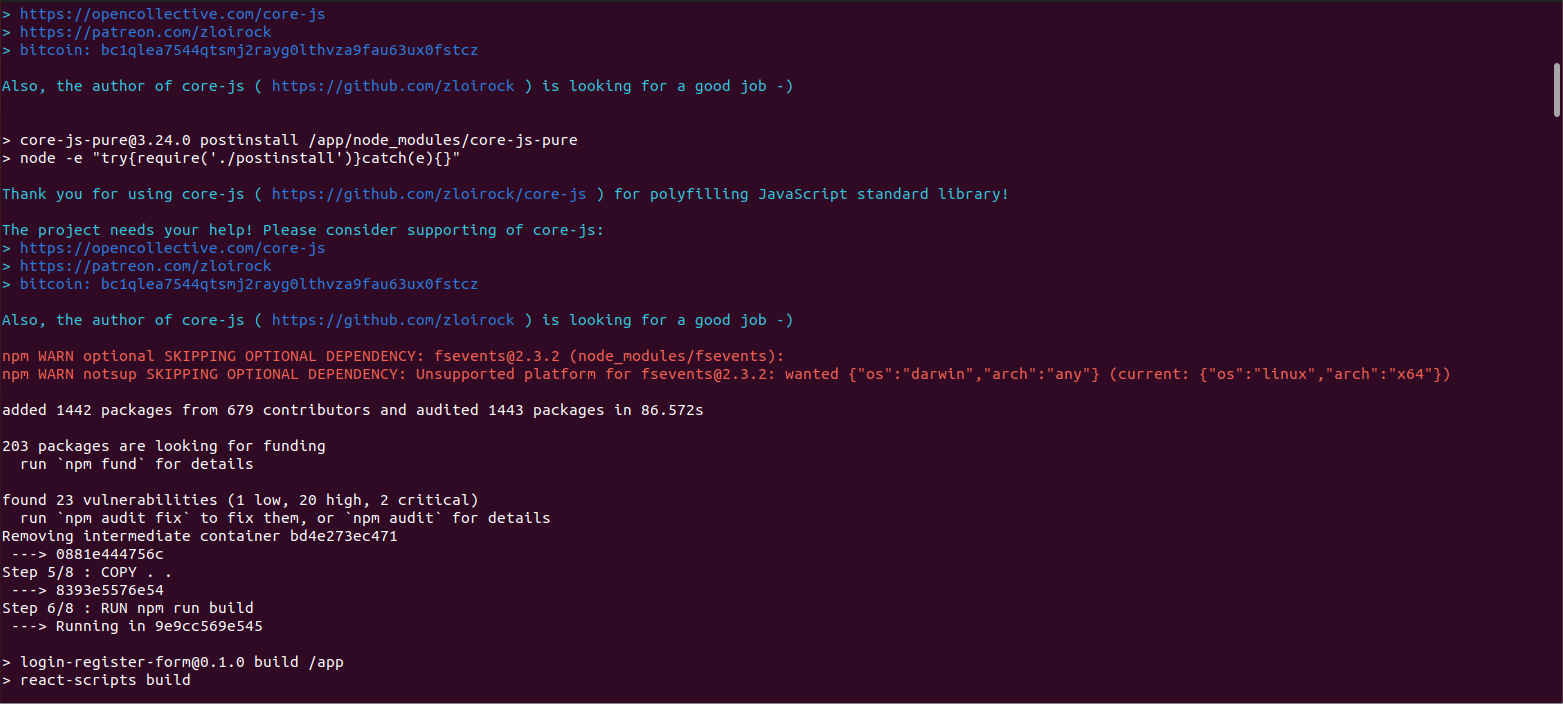 > https://opencollective.com/core-js
> https://patreon.com/zloirock
> bitcoin: bc1qlea7544qtsmj2rayg0lthvza9fau63ux0fstcz
Also, the author of core-js ( https://github.com/zloirock ) is looking for a good job -)
> core-js-pure@3.24.0 postinstall /app/node_modules/core-js-pure
> node -e "try{require('./postinstall')}catch(e){}"
Thank you for using core-js ( https://github.com/zloirock/core-js ) for polyfilling JavaScript standard library!
The project needs your help! Please consider supporting of core-js:
> https://opencollective.com/core-js
> https://patreon.com/zloirock
> bitcoin: bc1qlea7544qtsmj2rayg0lthvza9fau63ux0fstcz
Also, the author of core-js ( https://github.com/zloirock ) is looking for a good job -)
npm WARN optional SKIPPING OPTIONAL DEPENDENCY: fsevents@2.3.2 (node_modules/fsevents):
npm WARN notsup SKIPPING OPTIONAL DEPENDENCY: Unsupported platform for fsevents@2.3.2: wanted {"os":"darwin","arch":"any"} (current: {"os":"linux","arch":"x64"})
added 1442 packages from 679 contributors and audited 1443 packages in 86.572s
203 packages are looking for funding
  run `npm fund` for details
found 23 vulnerabilities (1 low, 20 high, 2 critical)
  run `npm audit fix` to fix them, or `npm audit` for details
Removing intermediate container bd4e273ec471
 ---> 0881e444756c
Step 5/8 : COPY . .
 ---> 8393e5576e54
Step 6/8 : RUN npm run build
 ---> Running in 9e9cc569e545
> login-register-form@0.1.0 build /app
> react-scripts build